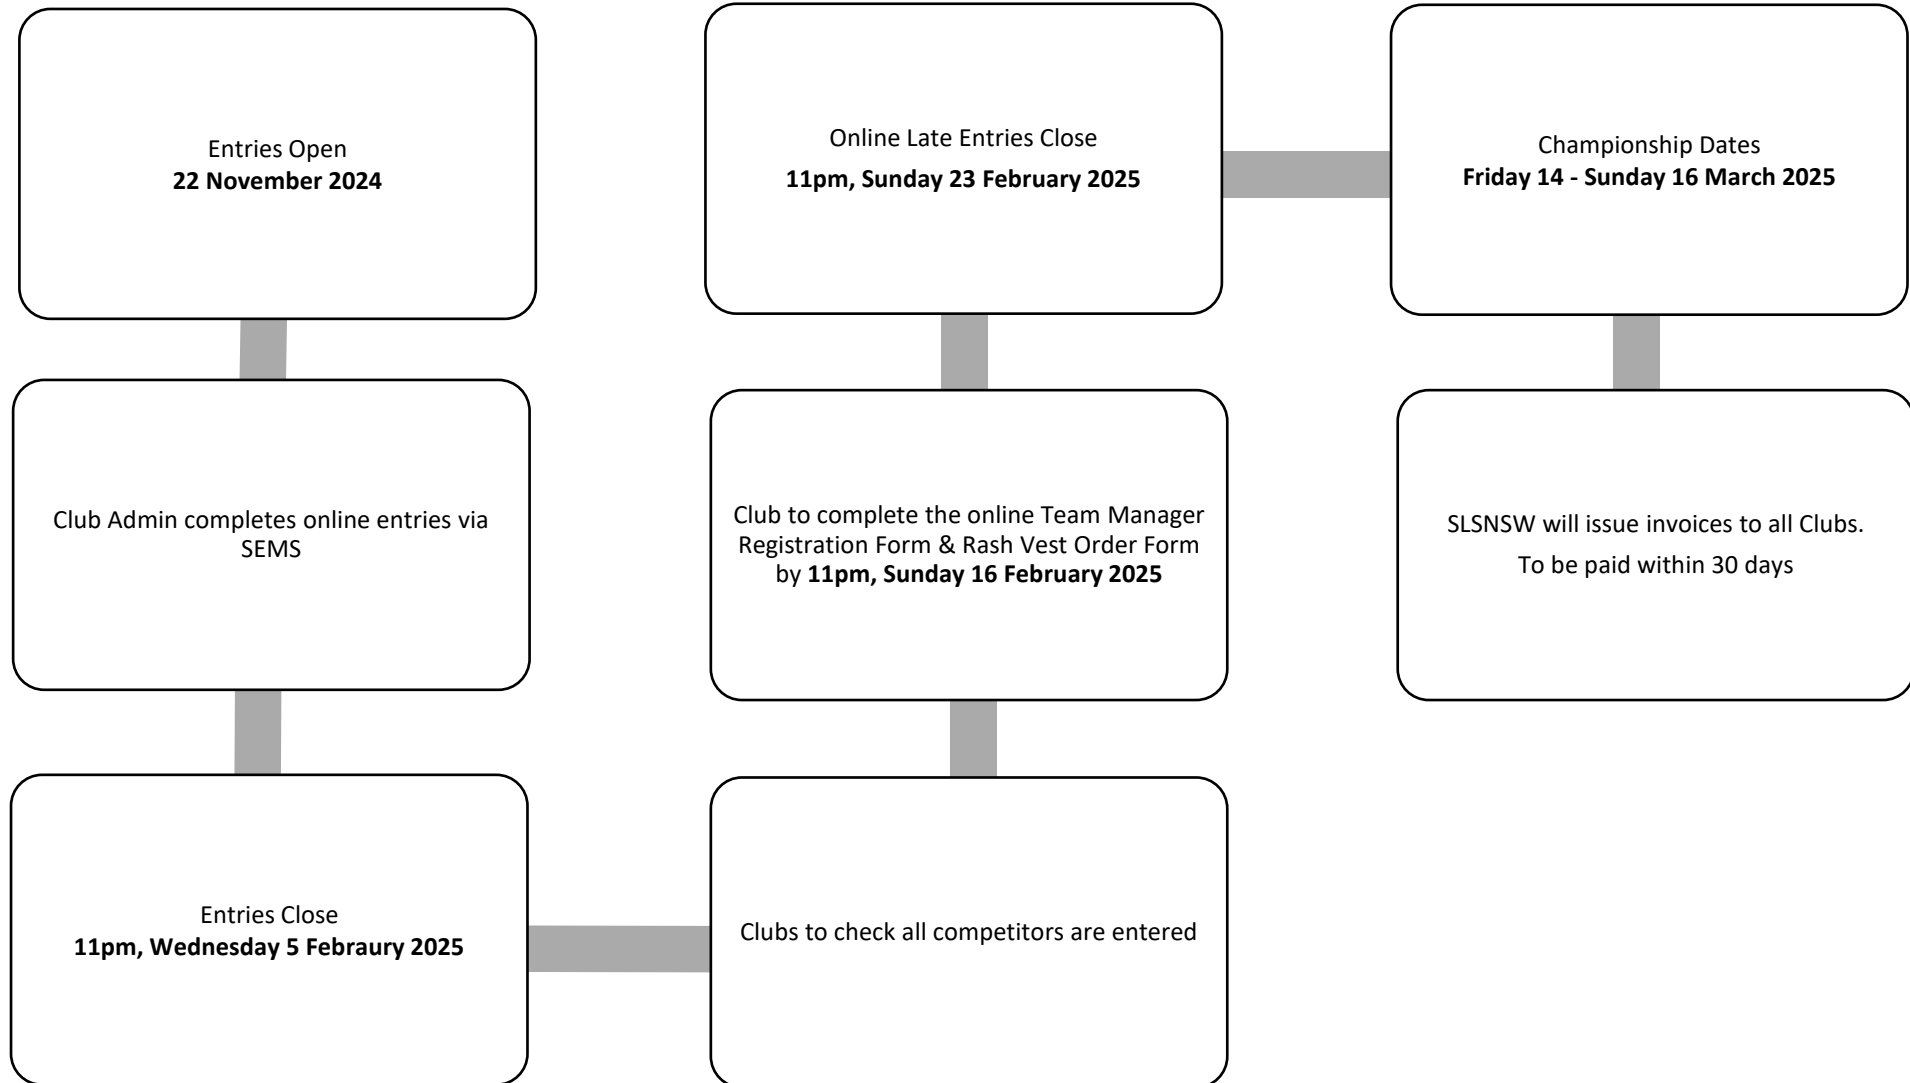 Entries Open
22 November 2024
Club Admin completes online entries via
SEMS
Entries Close
11pm, Wednesday 5 Febraury 2025
Clubs to check all competitors are entered
Club to complete the online Team Manager
Registration Form & Rash Vest Order Form
by 11pm, Sunday 16 February 2025
Online Late Entries Close
11pm, Sunday 23 February 2025
Championship Dates
Friday 14 - Sunday 16 March 2025
SLSNSW will issue invoices to all Clubs.
To be paid within 30 days